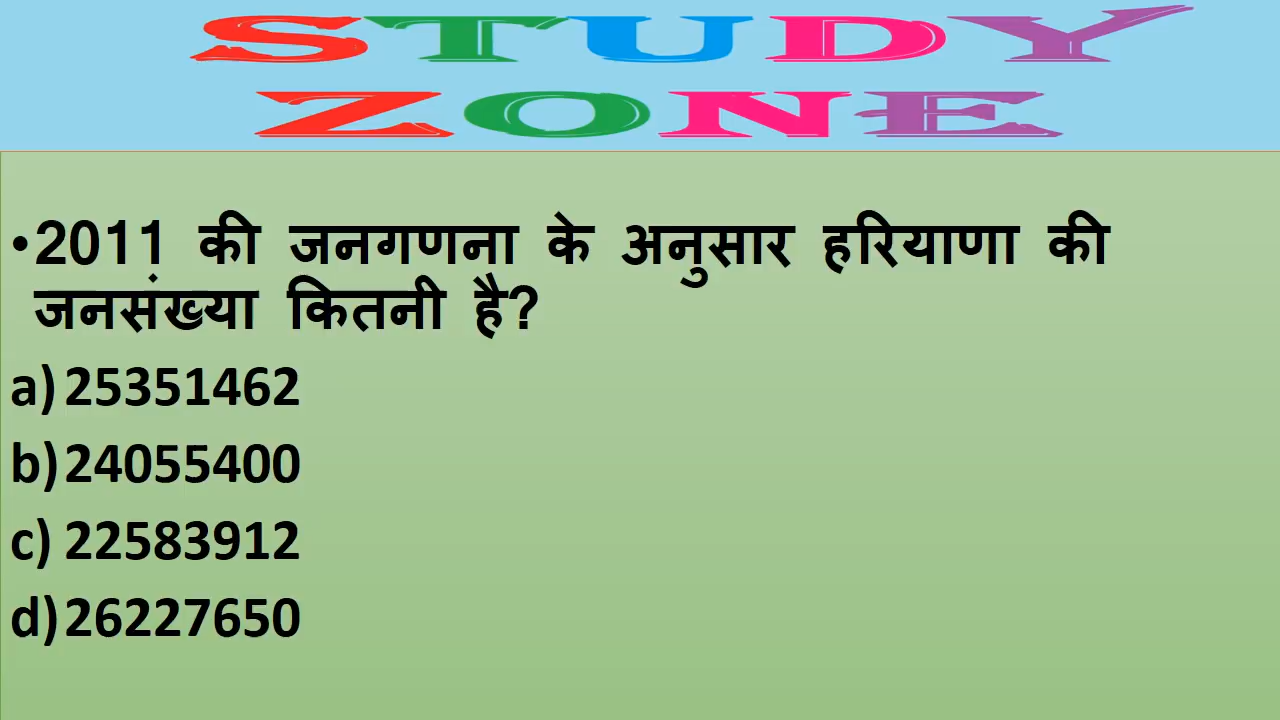 STUDY
ZONE
•2011 की जनगणना के अनुसार हरियाणा की
जनसंख्या कितनी है?
a) 25351462
b) 24055400
c) 22583912
d) 26227650